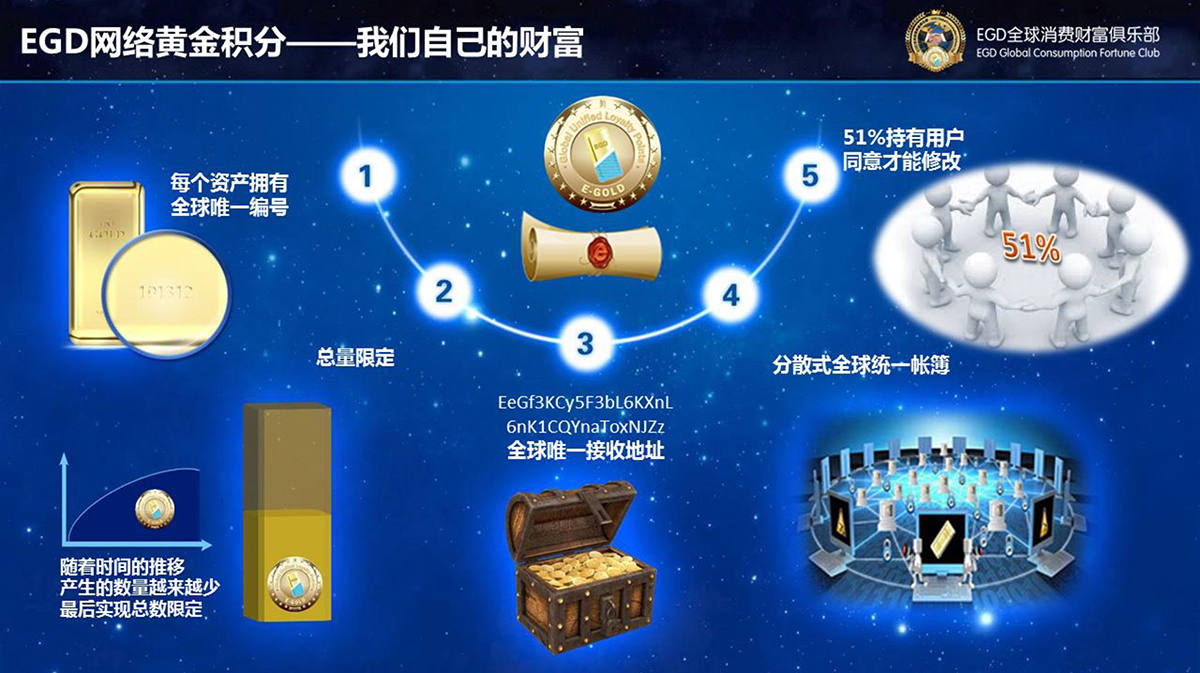 EGD网络黄金积分——我们自己的财富
EGD全球消费财富俱乐部
EGD Global Consumption Fortune Club
1
每个资产拥有
全球唯一编号
GOLD
191312
2
总量限定
随着时间的推移
产生的数量越来越少
最后实现总数限定
E-GOLD
3
EeGf3KCy5F3bL6KXnL
6nK1CQYnaToxNJZz
全球唯一接收地址
4
分散式全球统一帐簿
5
51%持有用户
同意才能修改
51%
Global Unified Loyalty Points
EGD
E-GOLD
e